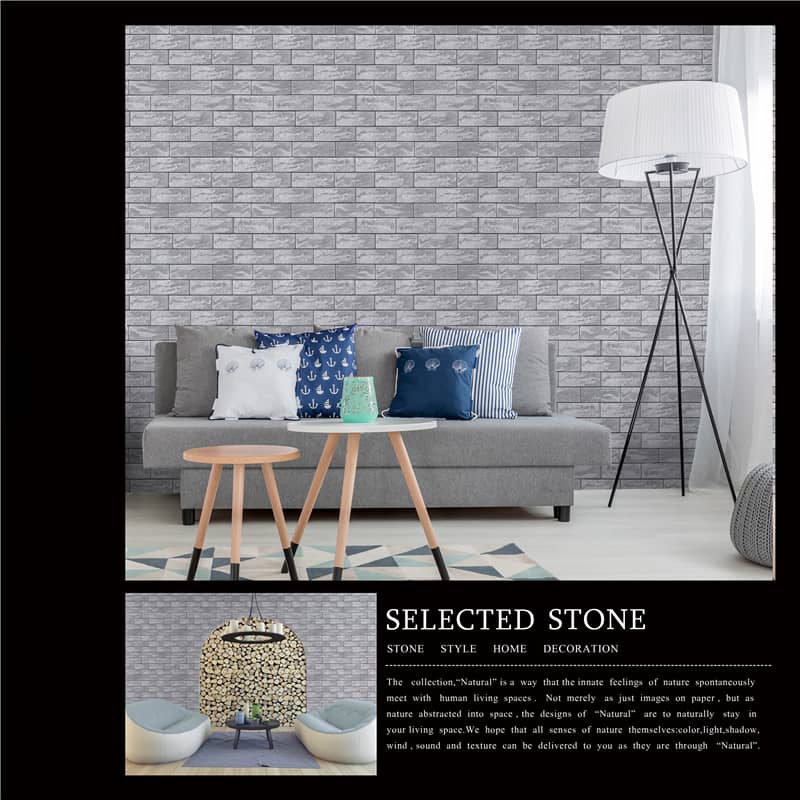 SELECTED STONE
STONE STYLE HOME DECORATION
The collection,“Natural” is a way that the innate feelings of nature spontaneously
meet with human living spaces . Not merely as just images on paper , but as
nature abstracted into space , the designs of “Natural” are to naturally stay in
your living space.We hope that all senses of nature themselves:color,light,shadow,
wind , sound and texture can be delivered to you as they are through “Natural”.